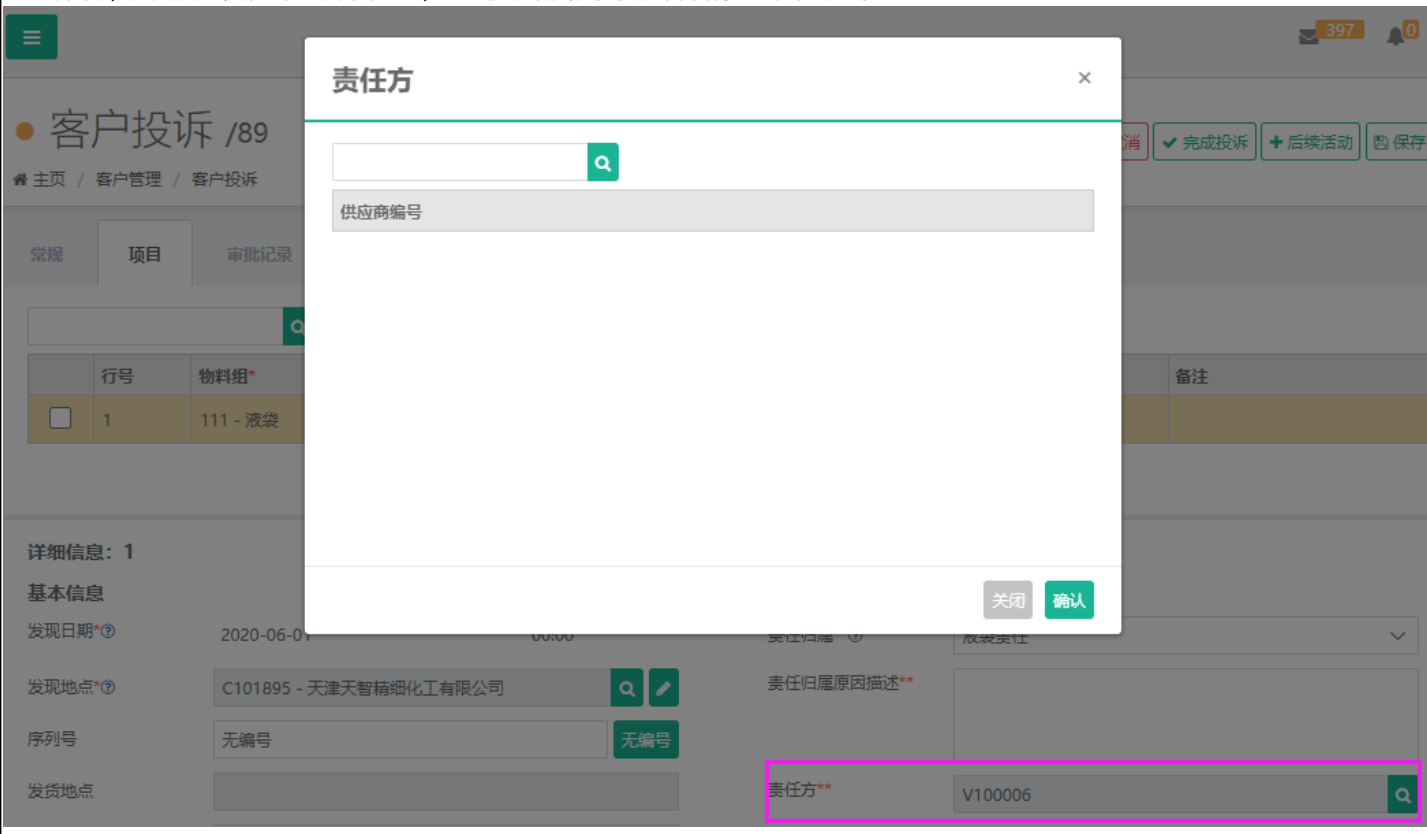 397 0
责任方 ×
客户投诉 /89
消 完成投诉 后续活动 保存
主页 / 客户管理 / 客户投诉
供应商编号
常规 项目 审批记录
行号 物料组* 备注
1 111 - 液袋
详细信息：1
关闭 确认
基本信息
发现日期* 2020-06-01 00:00 责任归属 液袋责任
发现地点* C101895 - 天津天智精细化工有限公司 责任归属原因描述**
序列号 无编号 无编号
发货地点 责任方** V100006